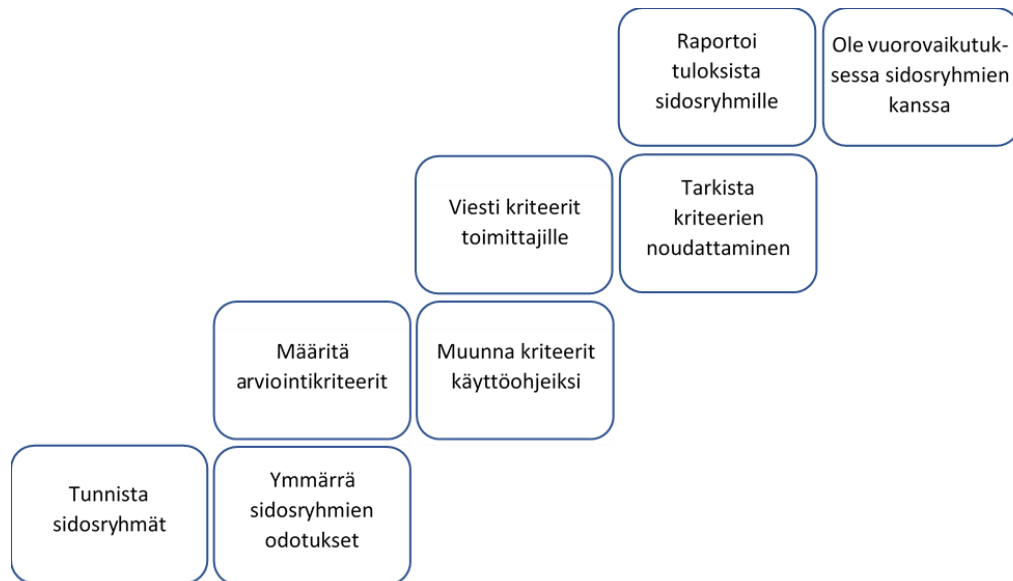 Raportoi
tuloksista
sidosryhmille
Ole vuorovaikutuk-
sessa sidosryhmien
kanssa
Viesti kriteerit
toimittajille
Tarkista
kriteerien
noudattaminen
Määritä
arviointikriteerit
Muunna kriteerit
käyttöohjeiksi
Tunnista
sidosryhmät
Ymmärrä
sidosryhmien
odotukset